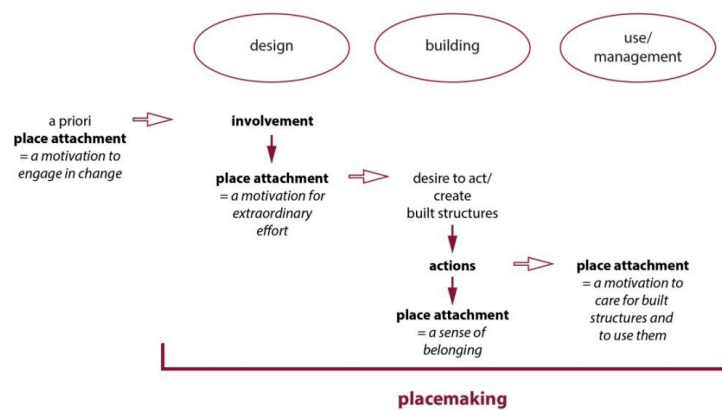 design
building
use/
management
a priori
place attachment
= a motivation to
engage in change
involvement
place attachment
= a motivation for
extraordinary
effort
desire to act/
create
built structures
actions
place attachment
= a sense of
belonging
place attachment
= a motivation to
care for built
structures and
to use them
placemaking